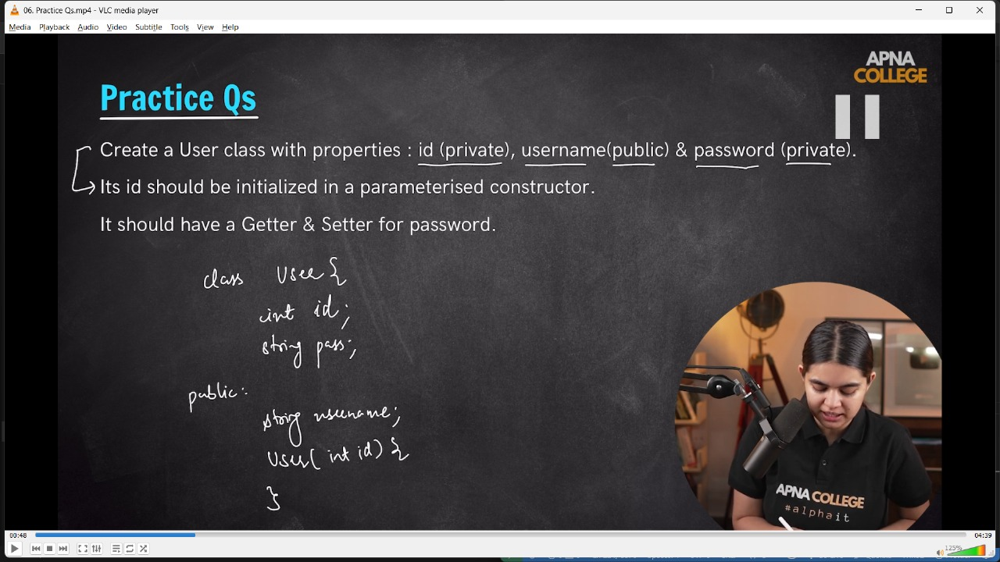 06. Practice Qs.mp4 - VLC media player
Media Playback Audio Video Subtitle Tools View Help
APNA
COLLEGE
Practice Qs
Create a User class with properties : id (private), username(public) & password (private).
Its id should be initialized in a parameterised constructor.
It should have a Getter & Setter for password.
class User {
int id;
string pass;
public:
string username;
User( int id) {
}
APNA COLLEGE
#alphait
00:48
04:39
125%